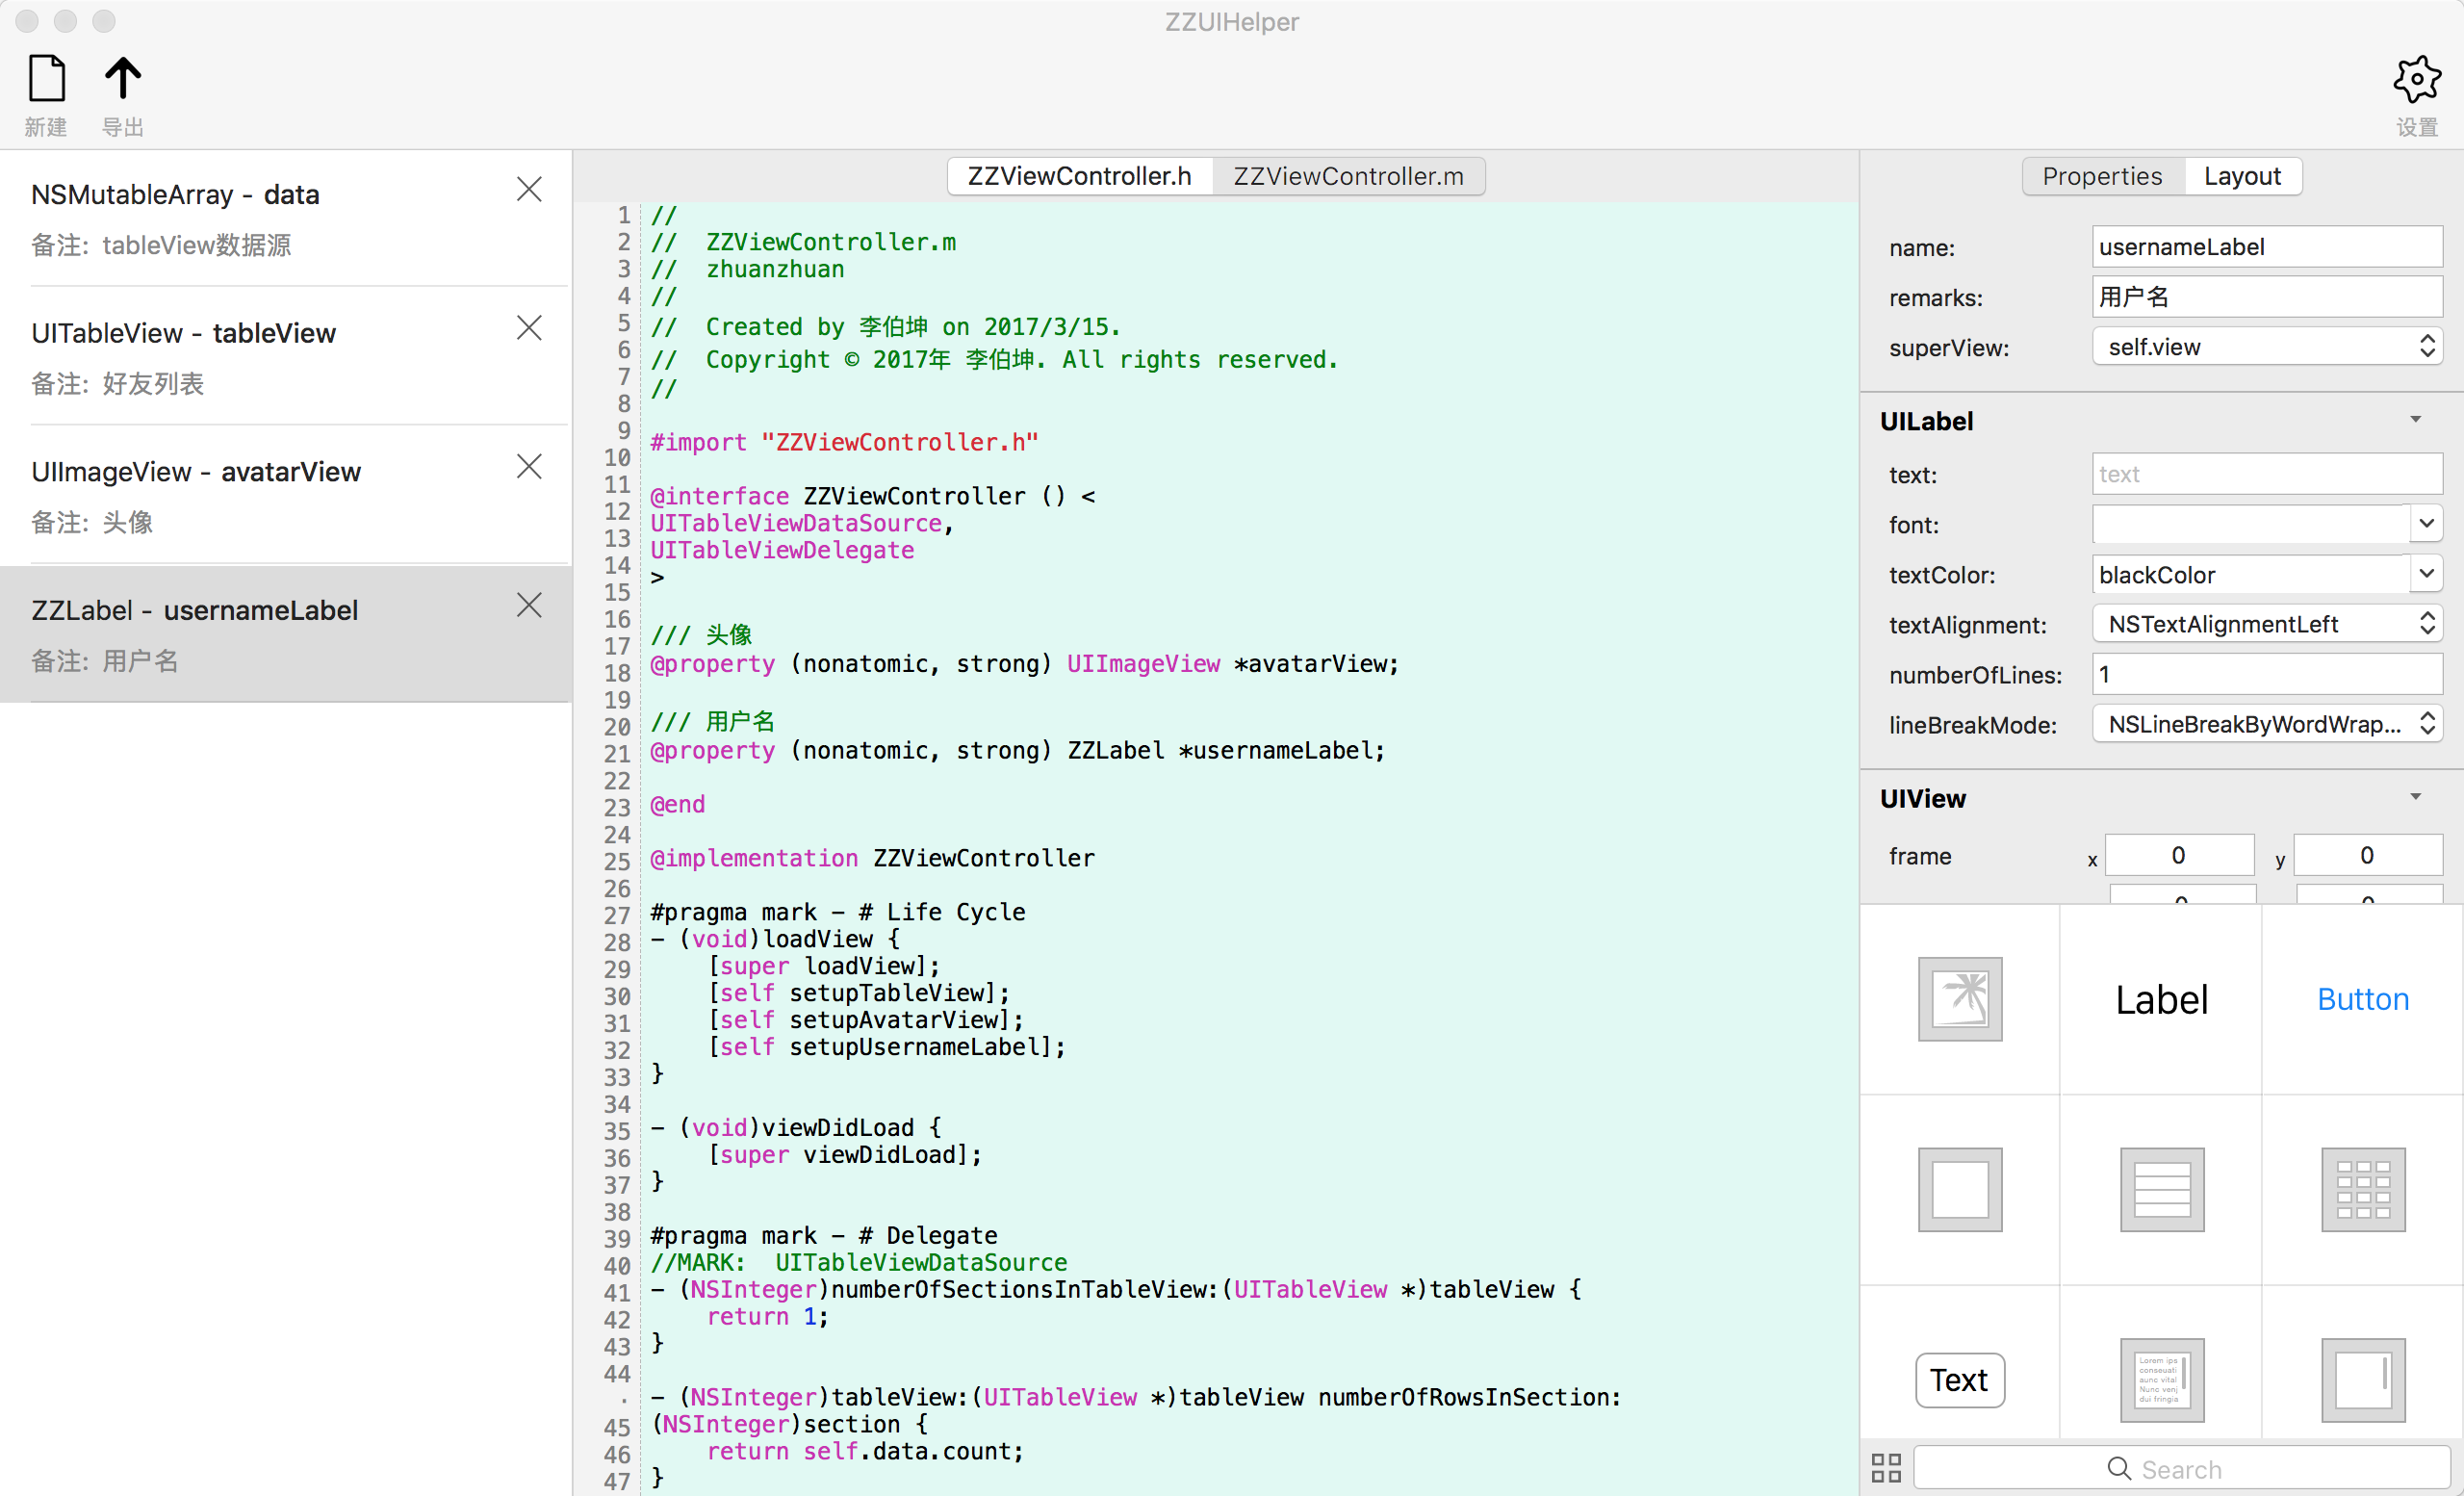 ZZUIHelper
新建 导出 设置
NSMutableArray - data
备注: tableView数据源
UITableView - tableView
备注: 好友列表
UIImageView - avatarView
备注: 头像
ZZLabel - usernameLabel
备注: 用户名
ZZViewController.h ZZViewController.m
1 //
2 //  ZZViewController.m
3 //  zhuanzhuan
4 //
5 //  Created by 李伯坤 on 2017/3/15.
6 //  Copyright © 2017年 李伯坤. All rights reserved.
7 //
8
9 #import "ZZViewController.h"
10
11 @interface ZZViewController () <
12 UITableViewDataSource,
13 UITableViewDelegate
14 >
15
16 /// 头像
17 @property (nonatomic, strong) UIImageView *avatarView;
18
19 /// 用户名
20 @property (nonatomic, strong) ZZLabel *usernameLabel;
21
22 @end
23
24 @implementation ZZViewController
25
26 #pragma mark - # Life Cycle
27 - (void)loadView {
28     [super loadView];
29     [self setupTableView];
30     [self setupAvatarView];
31     [self setupUsernameLabel];
32 }
33
34 - (void)viewDidLoad {
35     [super viewDidLoad];
36 }
37
38 #pragma mark - # Delegate
39 //MARK:  UITableViewDataSource
40 - (NSInteger)numberOfSectionsInTableView:(UITableView *)tableView {
41     return 1;
42 }
43
44 - (NSInteger)tableView:(UITableView *)tableView numberOfRowsInSection:
· (NSInteger)section {
45     return self.data.count;
46 }
47
Properties Layout
name: usernameLabel
remarks: 用户名
superView: self.view
UILabel
text: text
font:
textColor: blackColor
textAlignment: NSTextAlignmentLeft
numberOfLines: 1
lineBreakMode: NSLineBreakByWordWrap...
UIView
frame x 0 y 0
0 0
Label Button
Text
Lorem ips
conseuati
aunc vital
Nunc venj
dui fringia
Search